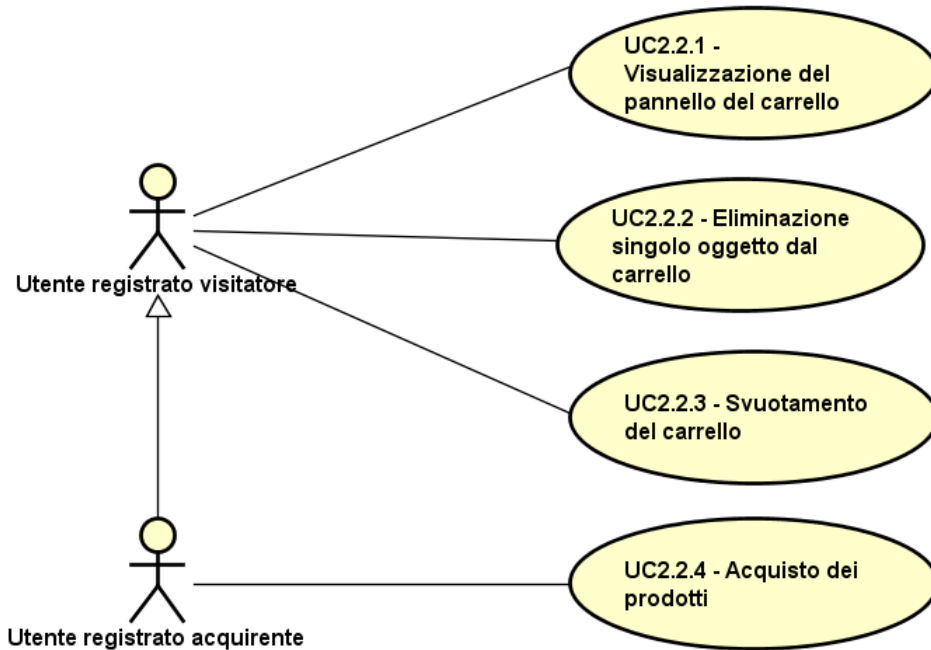 UC2.2.1 -
Visualizzazione del
pannello del carrello
UC2.2.2 - Eliminazione
singolo oggetto dal
carrello
Utente registrato visitatore
UC2.2.3 - Svuotamento
del carrello
UC2.2.4 - Acquisto dei
prodotti
Utente registrato acquirente